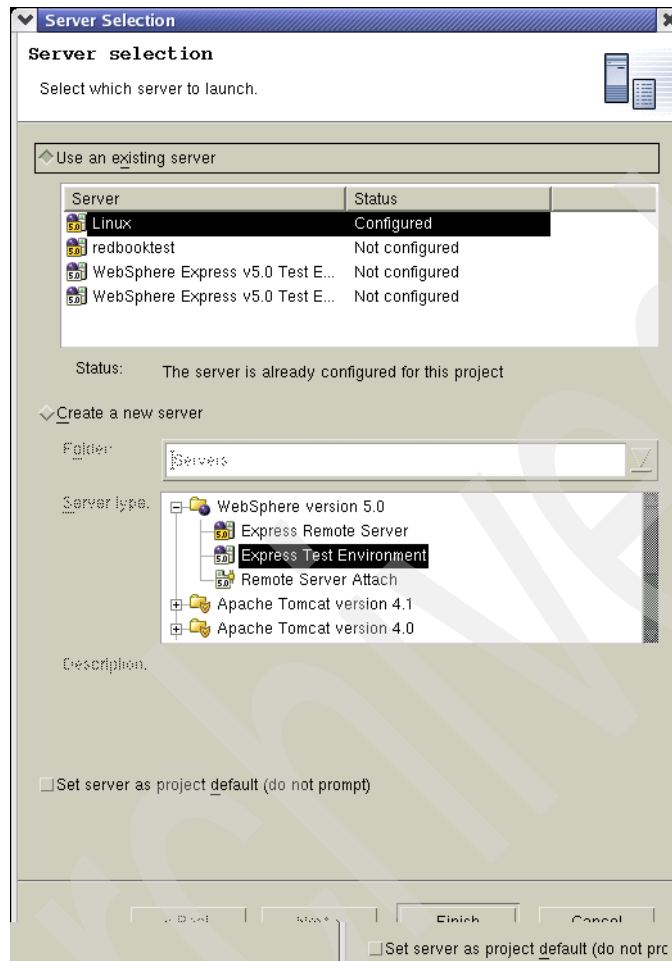 Server Selection
Server selection
Select which server to launch.
Use an existing server
Server Status
Linux Configured
redbooktest Not configured
WebSphere Express v5.0 Test E... Not configured
WebSphere Express v5.0 Test E... Not configured
Status: The server is already configured for this project
Create a new server
Folder: Servers
Server type:
WebSphere version 5.0
Express Remote Server
Express Test Environment
Remote Server Attach
Apache Tomcat version 4.1
Apache Tomcat version 4.0
Description:
Set server as project default (do not prompt)
< Back Next > Finish Cancel
Set server as project default (do not prc